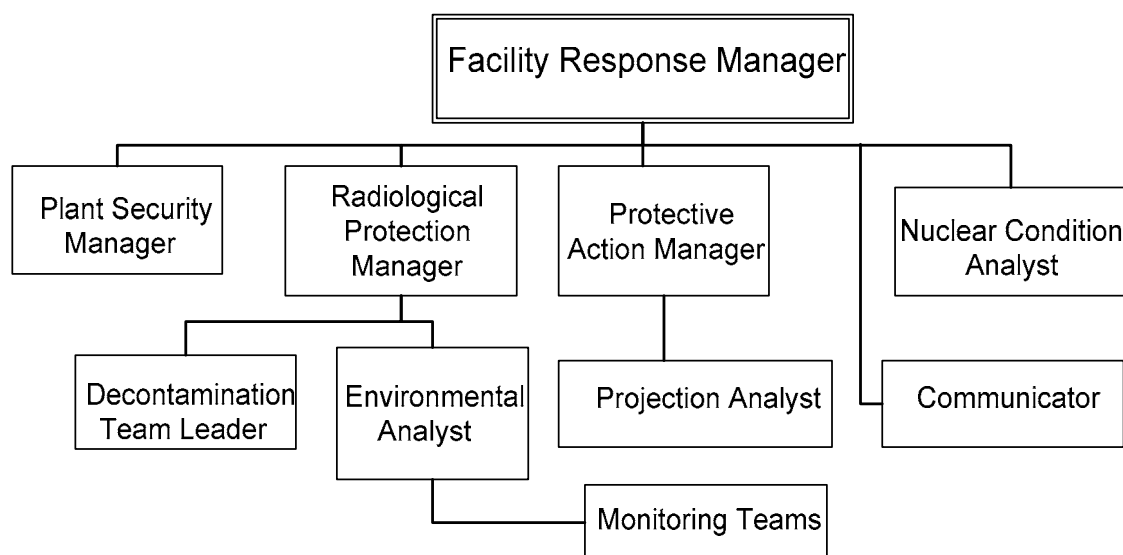 Facility Response Manager
Plant Security
Manager
Radiological
Protection
Manager
Protective
Action Manager
Nuclear Condition
Analyst
Decontamination
Team Leader
Environmental
Analyst
Projection Analyst
Communicator
Monitoring Teams